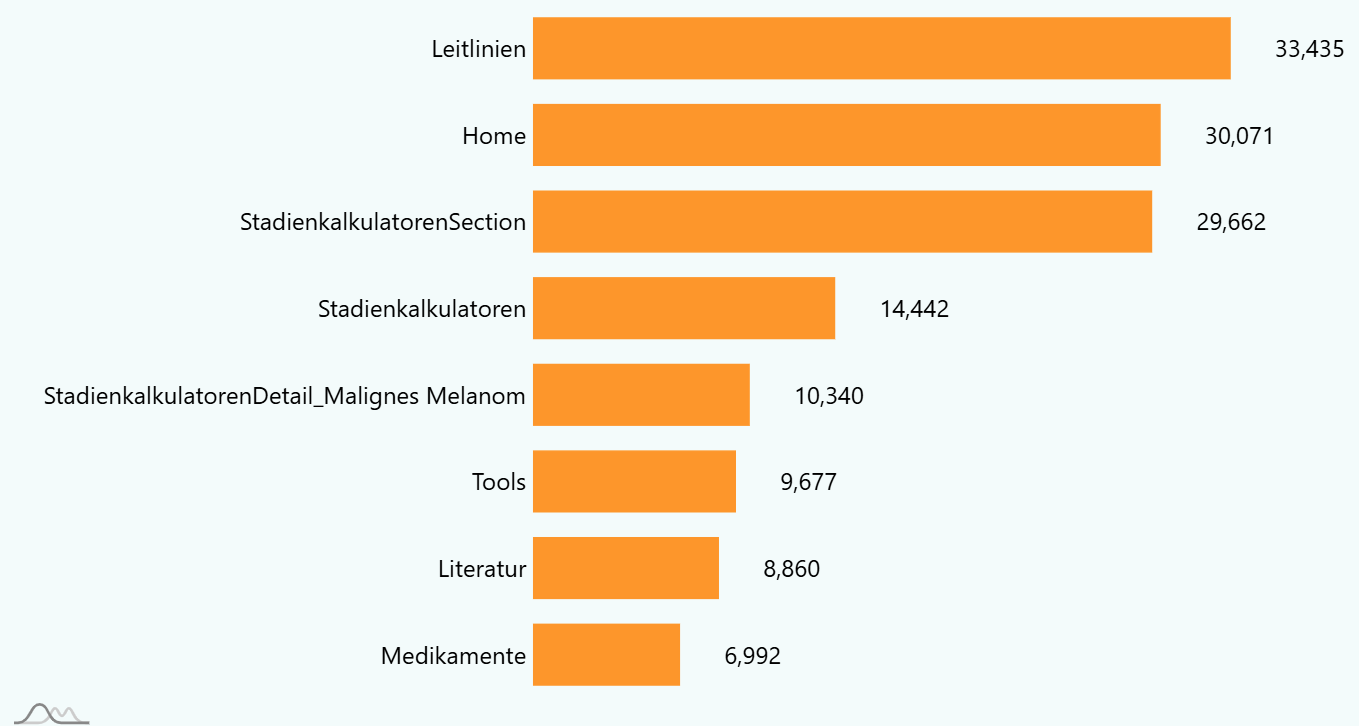 Leitlinien 33,435
Home 30,071
StadienkalkulatorenSection 29,662
Stadienkalkulatoren 14,442
StadienkalkulatorenDetail_Malignes Melanom 10,340
Tools 9,677
Literatur 8,860
Medikamente 6,992